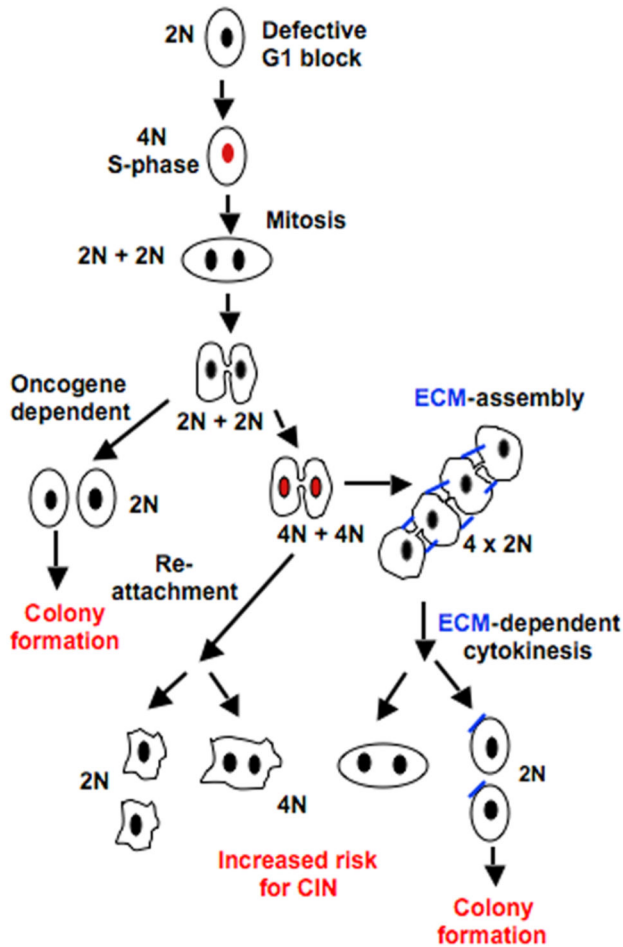 2N
Defective
G1 block
4N
S-phase
Mitosis
2N + 2N
Oncogene
dependent
2N + 2N
ECM-assembly
2N
4N + 4N
4 x 2N
Re-
attachment
Colony
formation
ECM-dependent
cytokinesis
2N
4N
2N
Increased risk
for CIN
Colony
formation